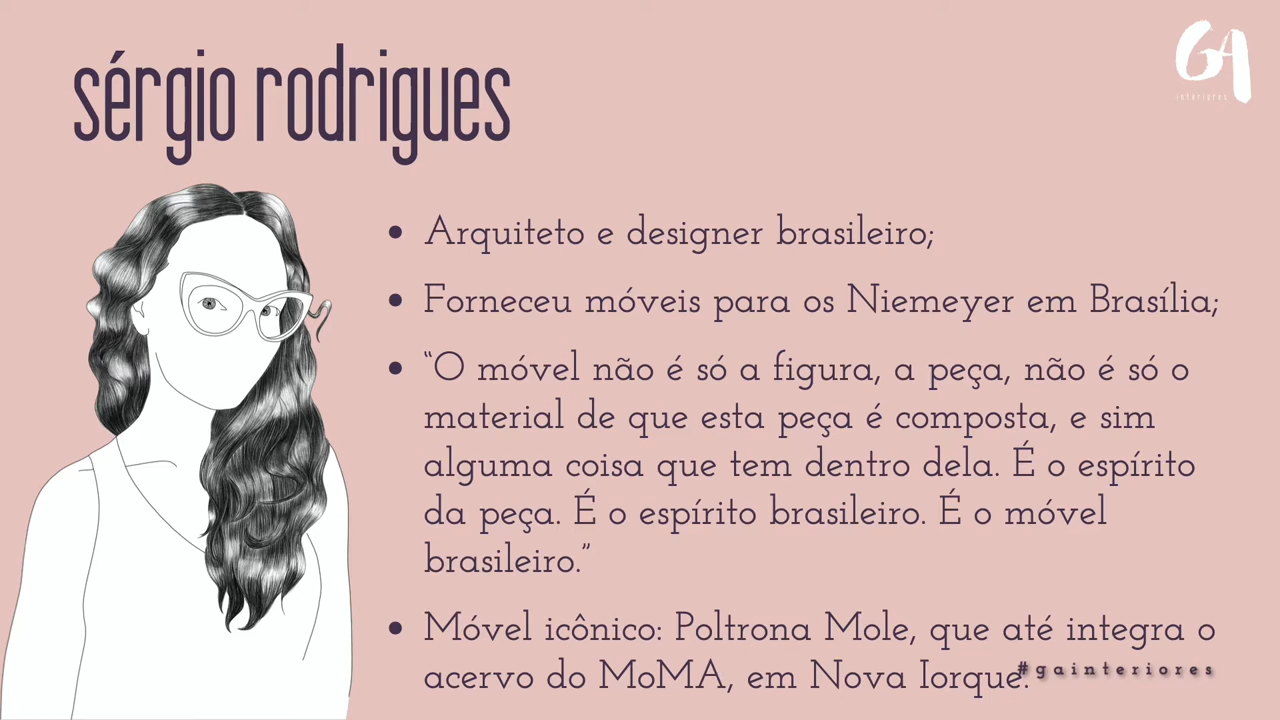 sérgio rodrigues
GA
interiores
• Arquiteto e designer brasileiro;
• Forneceu móveis para os Niemeyer em Brasília;
• “O móvel não é só a figura, a peça, não é só o
material de que esta peça é composta, e sim
alguma coisa que tem dentro dela. É o espírito
da peça. É o espírito brasileiro. É o móvel
brasileiro.”
• Móvel icônico: Poltrona Mole, que até integra o
acervo do MoMA, em Nova Iorque.
#gainteriores